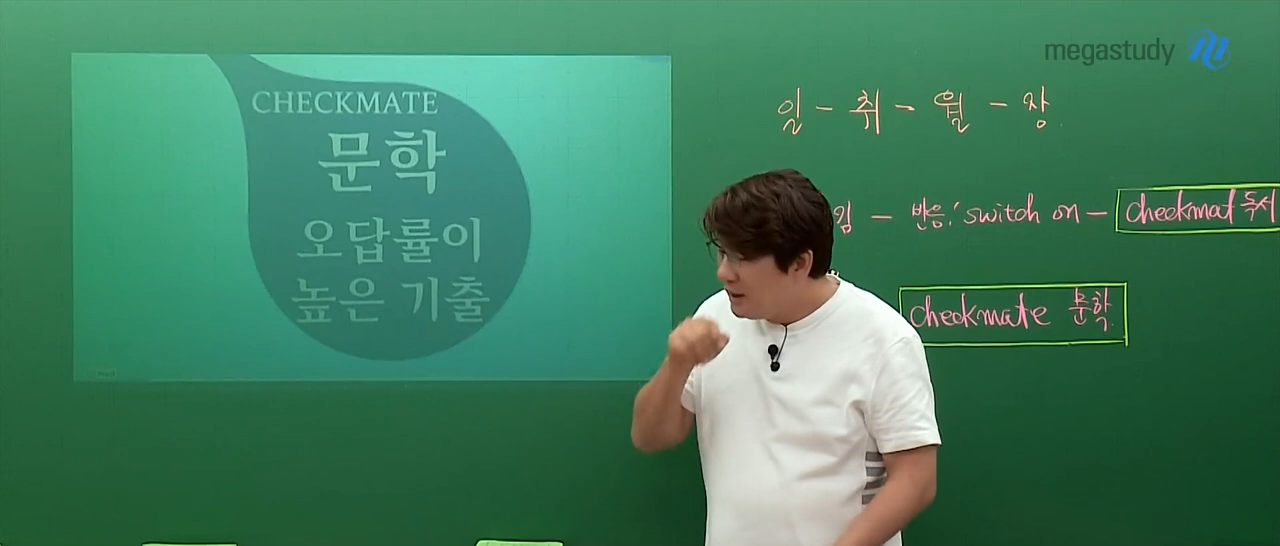 megastudy
CHECKMATE
문학
오답률이
높은 기출
일 - 취 - 월 - 장
임 - 반응! switch on - checkmat 독서
checkmate 문학